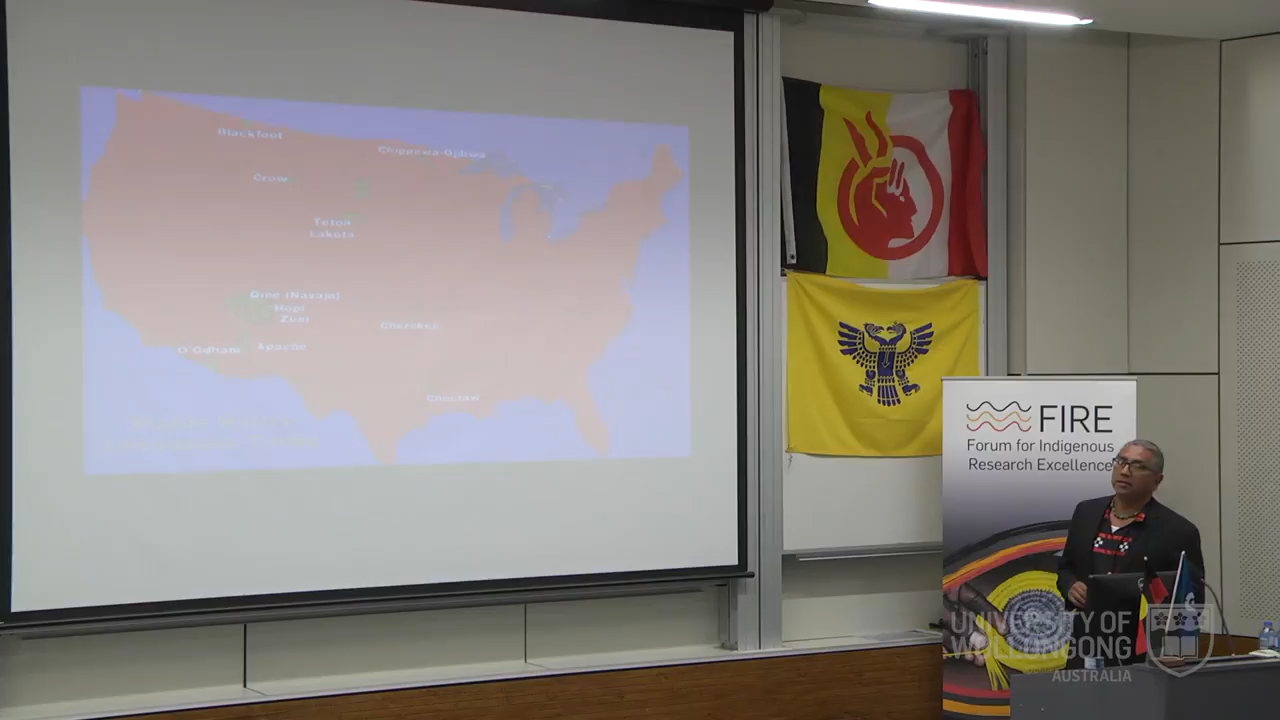 Blackfoot
Chippewa-Ojibwa
Crow
Teton
Lakota
Dine (Navajo)
Hopi
Zuni
Cherokee
O'Odham
Apache
Choctaw
FIRE
Forum for Indigenous
Research Excellence
UNIVERSITY OF
WOLLONGONG
AUSTRALIA